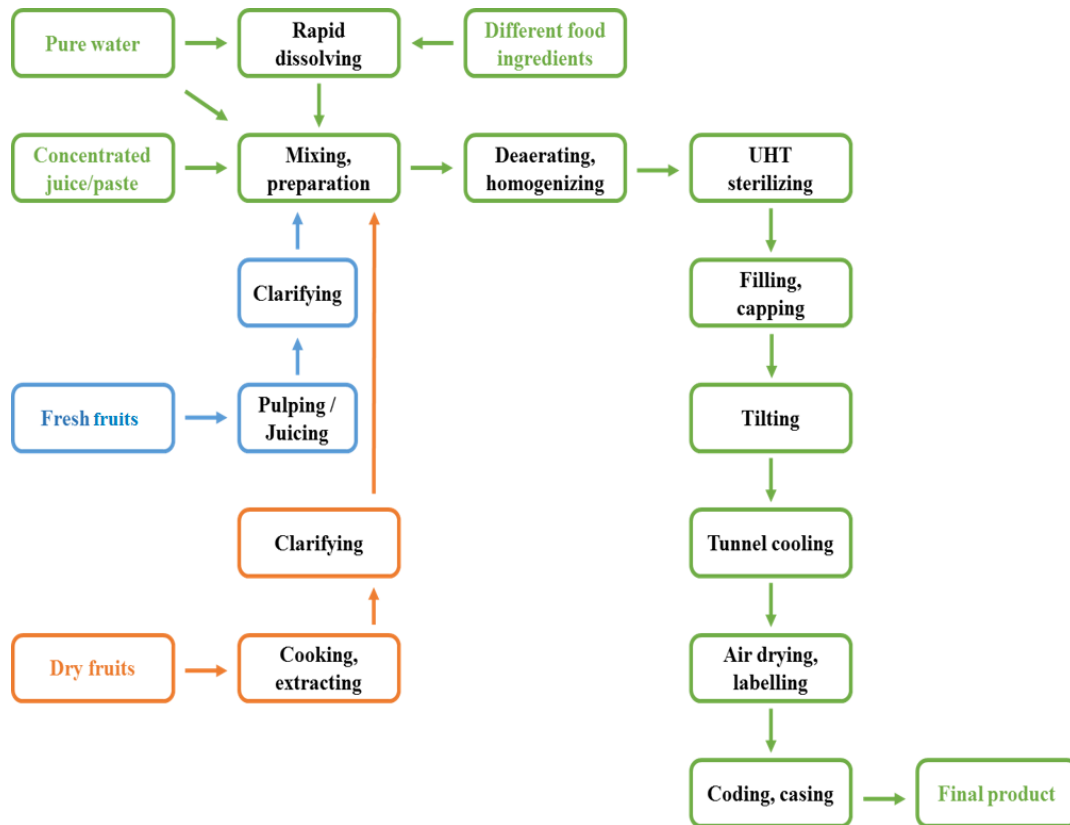 Pure water
Rapid
dissolving
Different food
ingredients
Concentrated
juice/paste
Mixing,
preparation
Deaerating,
homogenizing
UHT
sterilizing
Clarifying
Filling,
capping
Fresh fruits
Pulping /
Juicing
Tilting
Clarifying
Tunnel cooling
Dry fruits
Cooking,
extracting
Air drying,
labelling
Coding, casing
Final product